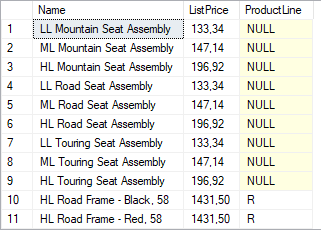 Name ListPrice ProductLine
1 LL Mountain Seat Assembly 133,34 NULL
2 ML Mountain Seat Assembly 147,14 NULL
3 HL Mountain Seat Assembly 196,92 NULL
4 LL Road Seat Assembly 133,34 NULL
5 ML Road Seat Assembly 147,14 NULL
6 HL Road Seat Assembly 196,92 NULL
7 LL Touring Seat Assembly 133,34 NULL
8 ML Touring Seat Assembly 147,14 NULL
9 HL Touring Seat Assembly 196,92 NULL
10 HL Road Frame - Black, 58 1431,50 R
11 HL Road Frame - Red, 58 1431,50 R